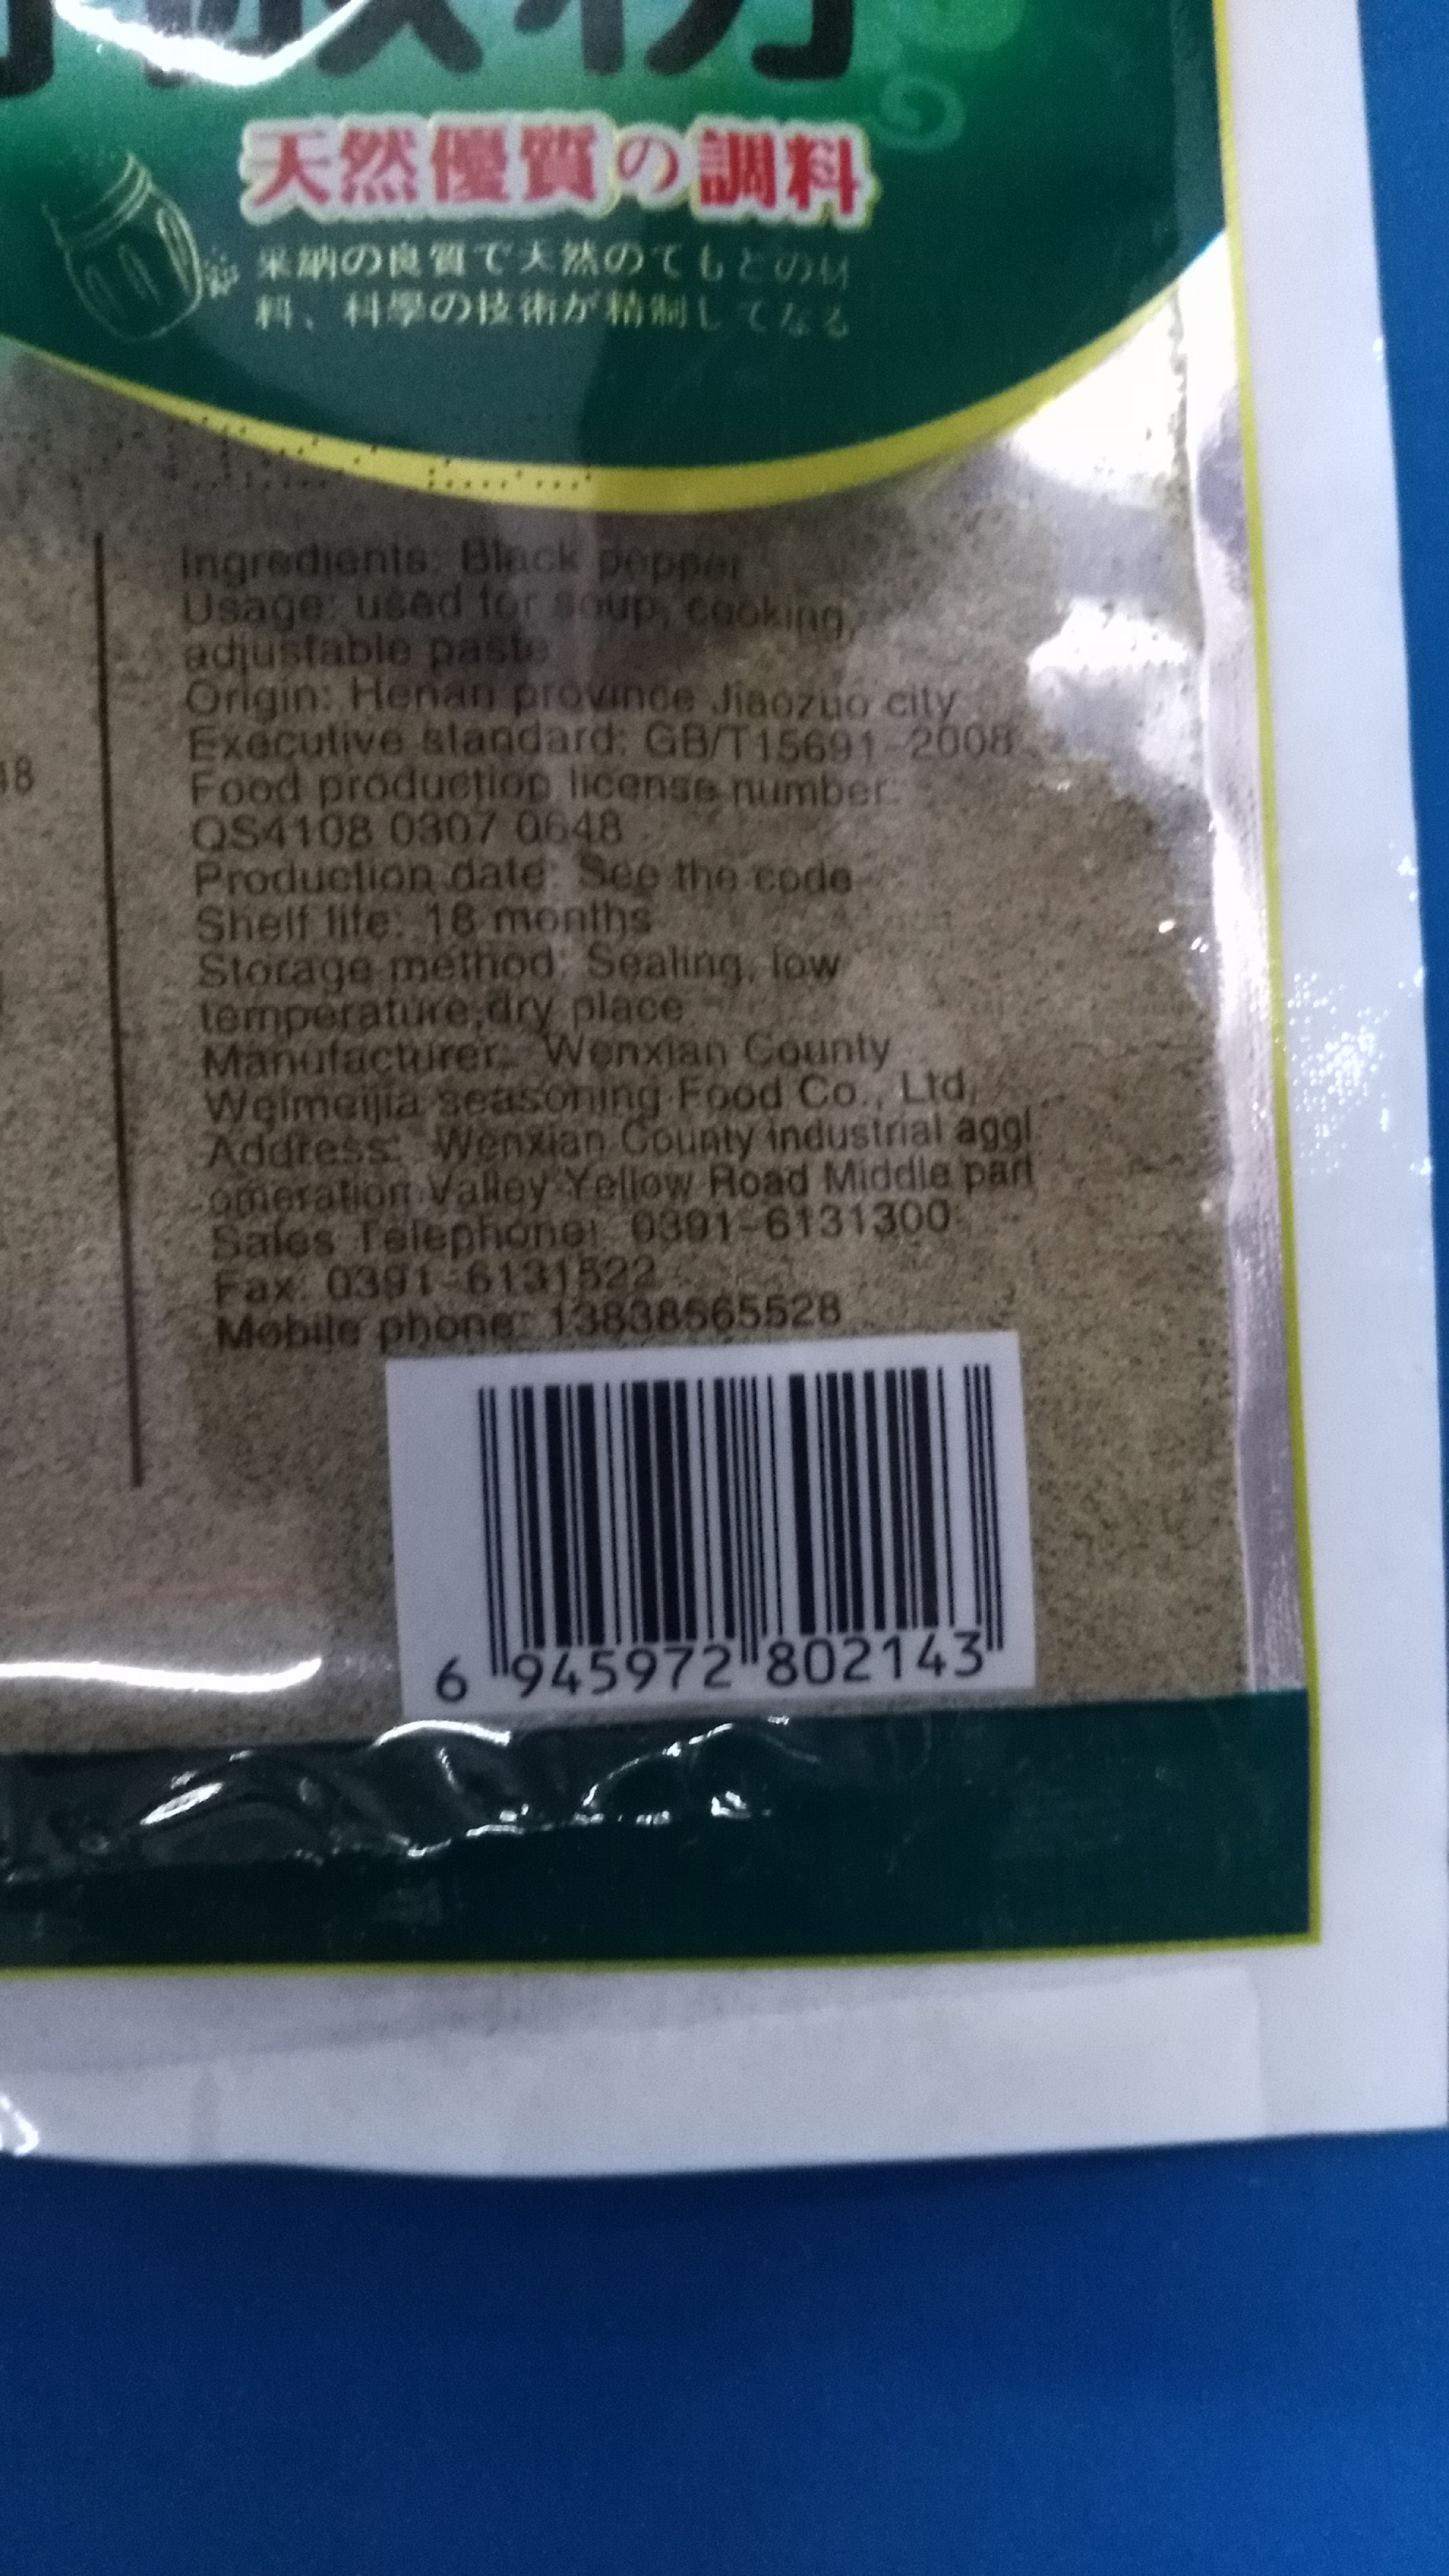 粉
天然優質の調料
采納の良質で天然のてもとの材
料、科學の技術が精制してなる
48
Ingredients: Black pepper
Usage: used for soup, cooking,
adjustable paste
Origin: Henan province Jiaozuo city
Executive standard: GB/T15691-2008
Food production license number:
QS4108 0307 0648
Production date: See the code
Shelf life: 18 months
Storage method: Sealing, low
temperature,dry place
Manufacturer: Wenxian County
Weimeijia seasoning Food Co., Ltd,
Address: Wenxian County industrial aggl
omeration Valley Yellow Road Middle part
Sales Telephone: 0391-6131300
Fax: 0391-6131522
Mobile phone: 13838565528
6 945972 802143